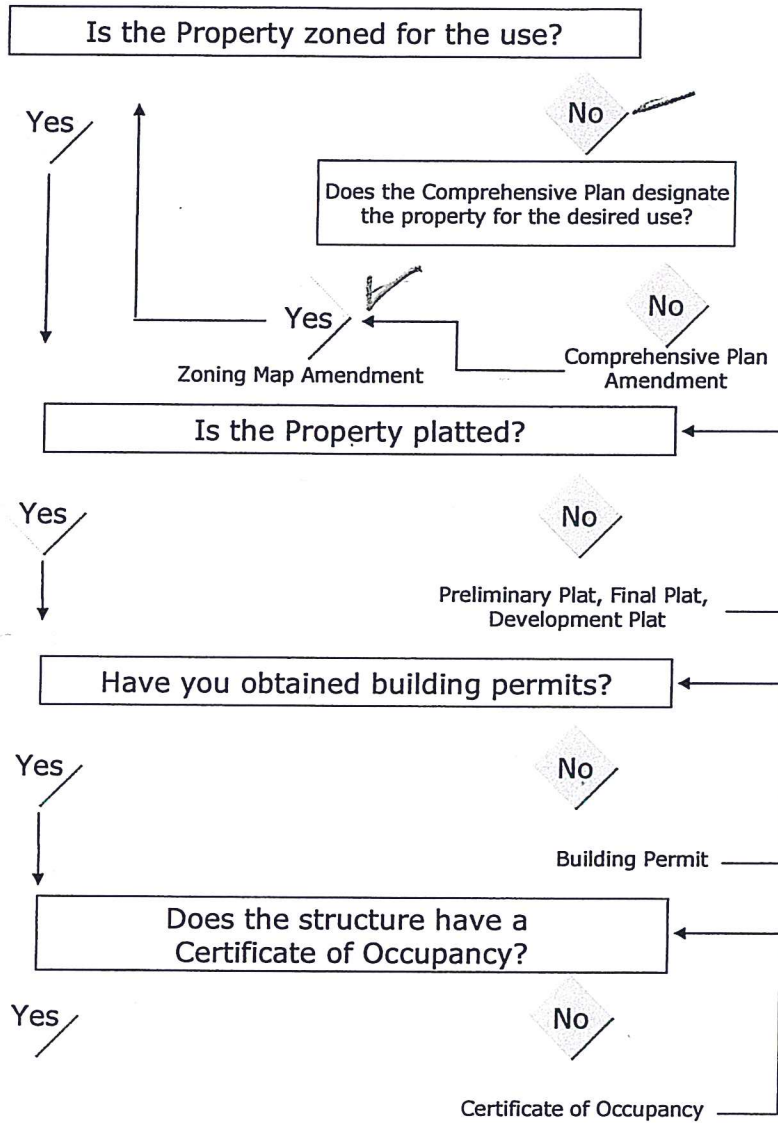 Is the Property zoned for the use?
Yes
No
Does the Comprehensive Plan designate
the property for the desired use?
Yes
No
Zoning Map Amendment
Comprehensive Plan
Amendment
Is the Property platted?
Yes
No
Preliminary Plat, Final Plat,
Development Plat
Have you obtained building permits?
Yes
No
Building Permit
Does the structure have a
Certificate of Occupancy?
Yes
No
Certificate of Occupancy